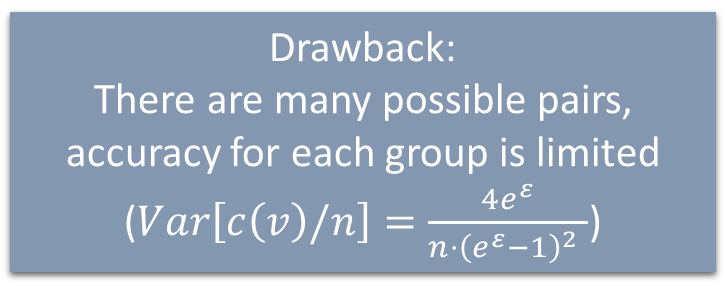 Drawback:
There are many possible pairs,
accuracy for each group is limited
(Var[c(v)/n] = 4e^ε / n·(e^ε−1)^2)